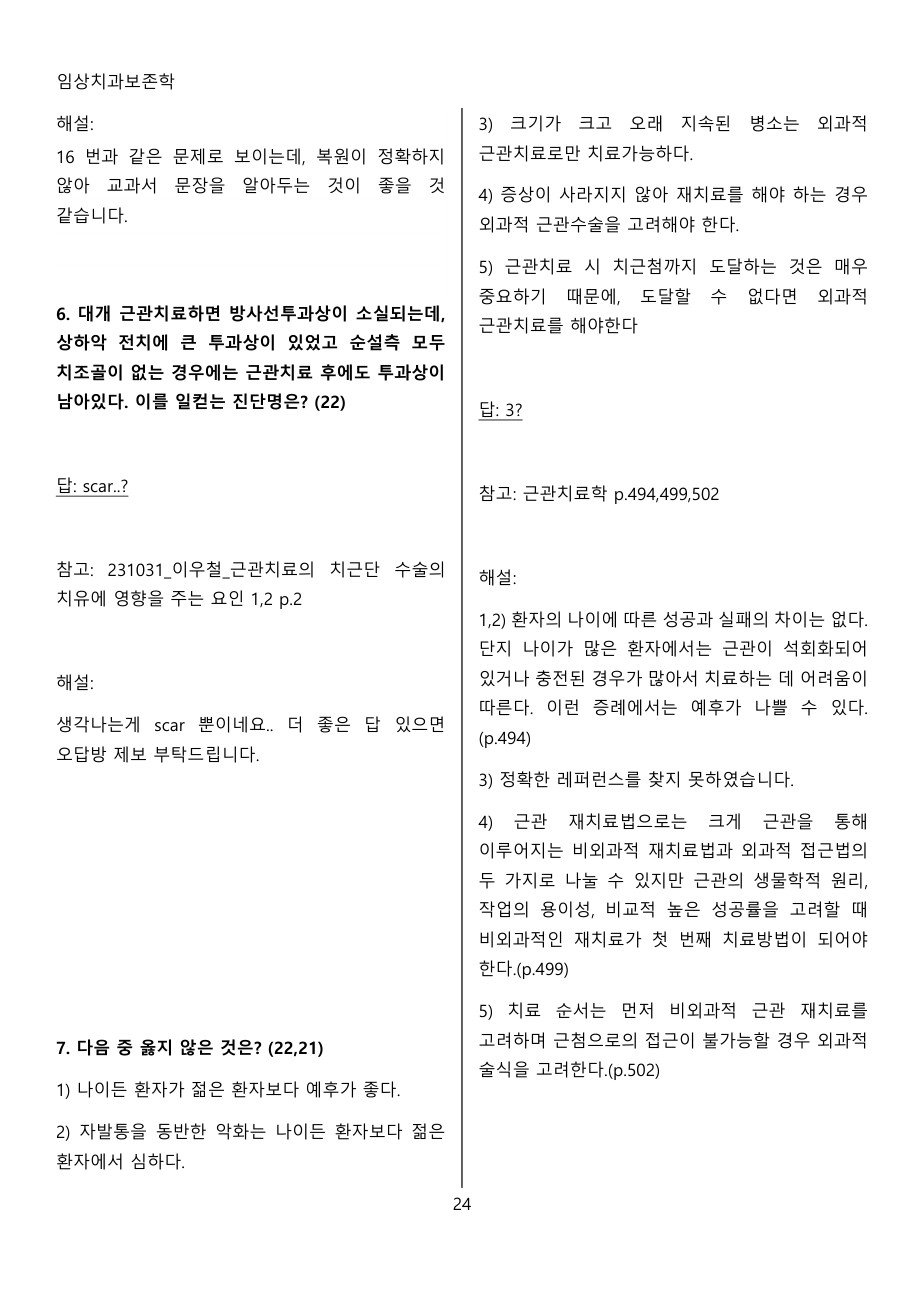 임상치과보존학
해설:
16 번과 같은 문제로 보이는데, 복원이 정확하지
않아 교과서 문장을 알아두는 것이 좋을 것
같습니다.
6. 대개 근관치료하면 방사선투과상이 소실되는데,
상하악 전치에 큰 투과상이 있었고 순설측 모두
치조골이 없는 경우에는 근관치료 후에도 투과상이
남아있다. 이를 일컫는 진단명은? (22)
답: scar..?
참고: 231031_이우철_근관치료의 치근단 수술의
치유에 영향을 주는 요인 1,2 p.2
해설:
생각나는게 scar 뿐이네요.. 더 좋은 답 있으면
오답방 제보 부탁드립니다.
7. 다음 중 옳지 않은 것은? (22,21)
1) 나이든 환자가 젊은 환자보다 예후가 좋다.
2) 자발통을 동반한 악화는 나이든 환자보다 젊은
환자에서 심하다.
3) 크기가 크고 오래 지속된 병소는 외과적
근관치료로만 치료가능하다.
4) 증상이 사라지지 않아 재치료를 해야 하는 경우
외과적 근관수술을 고려해야 한다.
5) 근관치료 시 치근첨까지 도달하는 것은 매우
중요하기 때문에, 도달할 수 없다면 외과적
근관치료를 해야한다
답: 3?
참고: 근관치료학 p.494,499,502
해설:
1,2) 환자의 나이에 따른 성공과 실패의 차이는 없다.
단지 나이가 많은 환자에서는 근관이 석회화되어
있거나 충전된 경우가 많아서 치료하는 데 어려움이
따른다. 이런 증례에서는 예후가 나쁠 수 있다.
(p.494)
3) 정확한 레퍼런스를 찾지 못하였습니다.
4) 근관 재치료법으로는 크게 근관을 통해
이루어지는 비외과적 재치료법과 외과적 접근법의
두 가지로 나눌 수 있지만 근관의 생물학적 원리,
작업의 용이성, 비교적 높은 성공률을 고려할 때
비외과적인 재치료가 첫 번째 치료방법이 되어야
한다.(p.499)
5) 치료 순서는 먼저 비외과적 근관 재치료를
고려하며 근첨으로의 접근이 불가능할 경우 외과적
술식을 고려한다.(p.502)
24